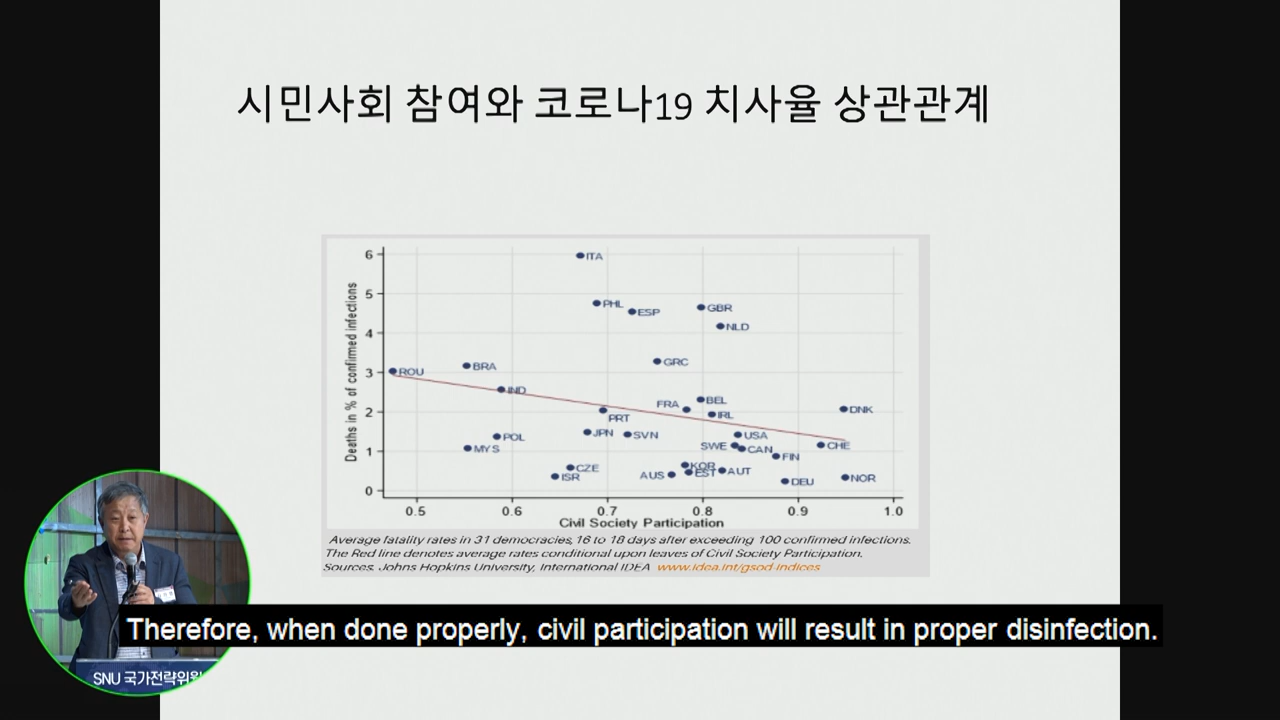 시민사회 참여와 코로나19 치사율 상관관계
6
5
4
3
2
1
0
Deaths in % of confirmed infections
ITA
PHL
ESP
GBR
NLD
GRC
ROU
BRA
IND
BEL
FRA
IRL
DNK
PRT
JPN
SVN
USA
POL
MYS
SWE
CAN
CHE
FIN
CZE
ISR
AUS
KOR
EST
AUT
DEU
NOR
0.5 0.6 0.7 0.8 0.9 1.0
Civil Society Participation
Average fatality rates in 31 democracies, 16 to 18 days after exceeding 100 confirmed infections.
The Red line denotes average rates conditional upon leaves of Civil Society Participation.
Sources. Johns Hopkins University, International IDEA www.idea.int/gsod-indices
Therefore, when done properly, civil participation will result in proper disinfection.
SNU 국가전략위원